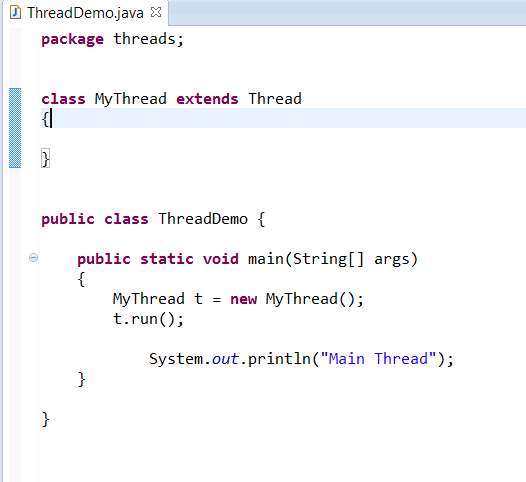 ThreadDemo.java
package threads;
class MyThread extends Thread
{
}
public class ThreadDemo {
public static void main(String[] args)
{
MyThread t = new MyThread();
t.run();
System.out.println("Main Thread");
}
}